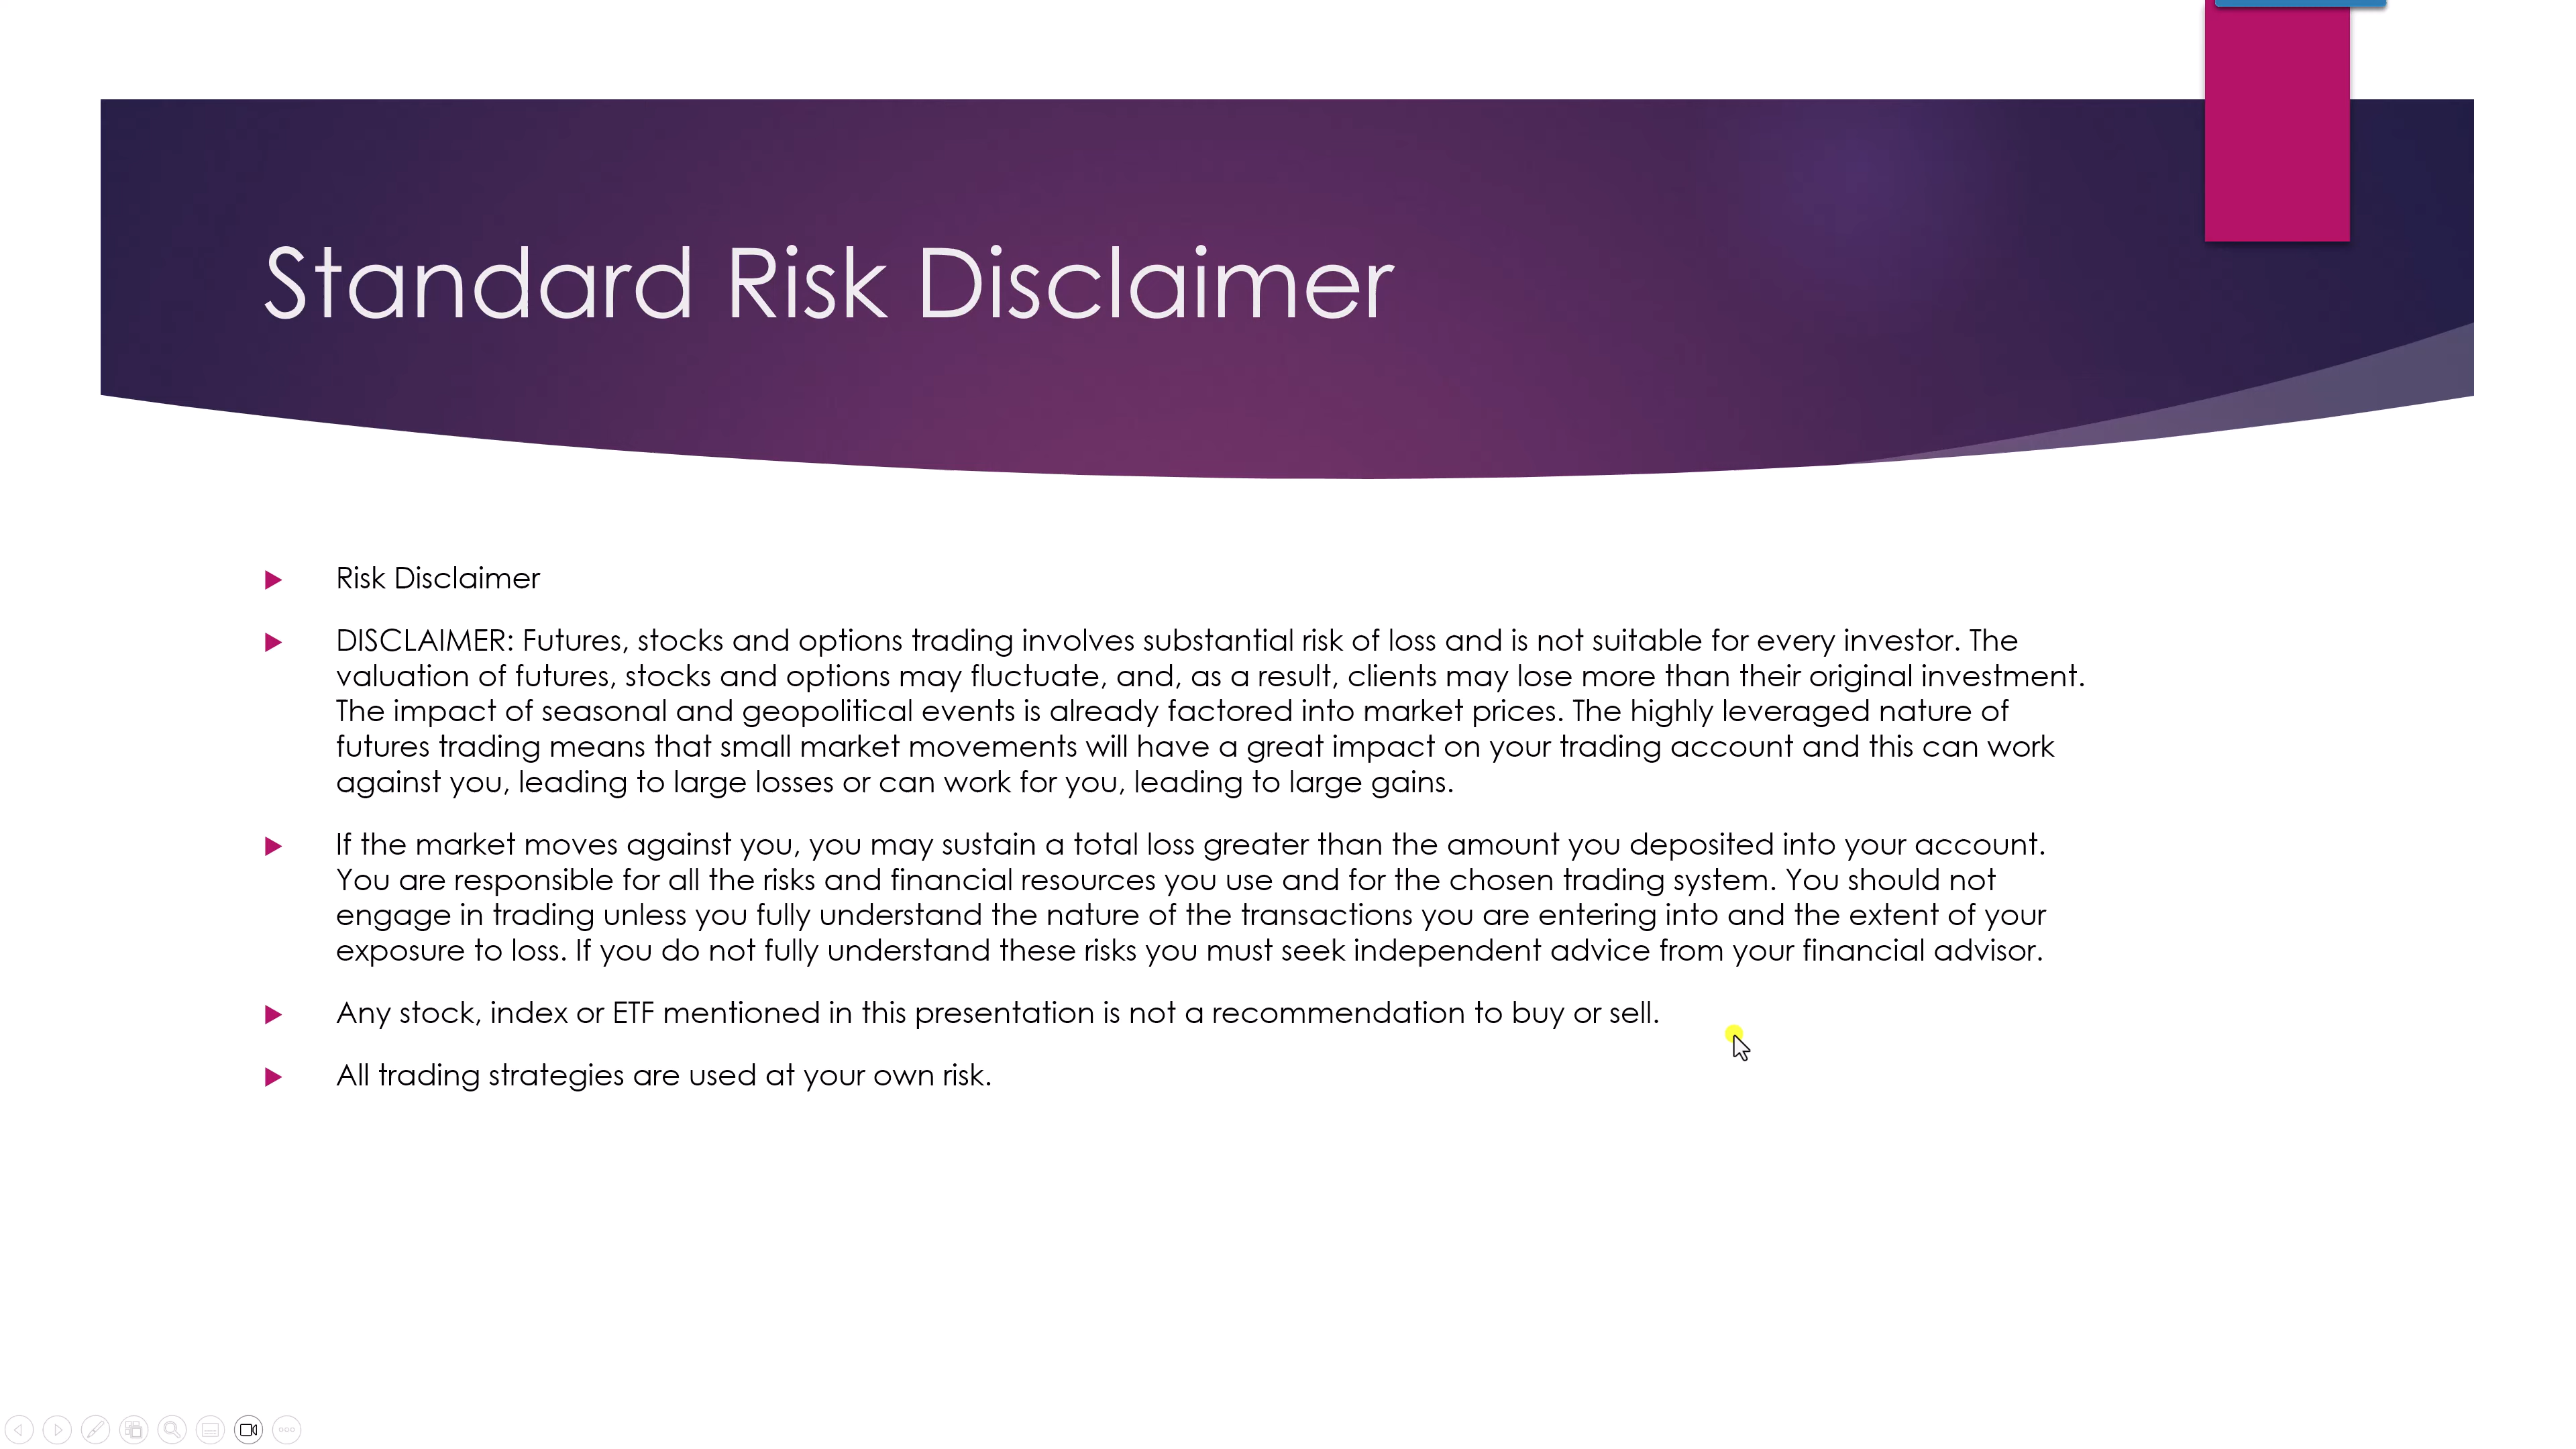 Standard Risk Disclaimer
Risk Disclaimer
DISCLAIMER: Futures, stocks and options trading involves substantial risk of loss and is not suitable for every investor. The
valuation of futures, stocks and options may fluctuate, and, as a result, clients may lose more than their original investment.
The impact of seasonal and geopolitical events is already factored into market prices. The highly leveraged nature of
futures trading means that small market movements will have a great impact on your trading account and this can work
against you, leading to large losses or can work for you, leading to large gains.
If the market moves against you, you may sustain a total loss greater than the amount you deposited into your account.
You are responsible for all the risks and financial resources you use and for the chosen trading system. You should not
engage in trading unless you fully understand the nature of the transactions you are entering into and the extent of your
exposure to loss. If you do not fully understand these risks you must seek independent advice from your financial advisor.
Any stock, index or ETF mentioned in this presentation is not a recommendation to buy or sell.
All trading strategies are used at your own risk.